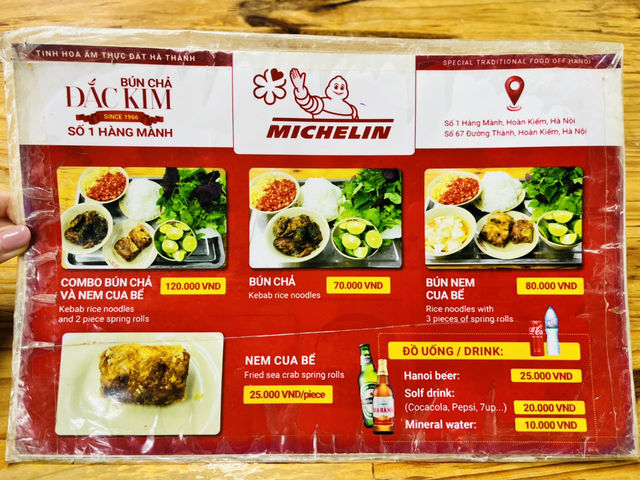 TINH HOA ẨM THỰC ĐẤT HÀ THÀNH
SPECIAL TRADITIONAL FOOD OFF HANOI
BÚN CHẢ
ĐẮC KIM
SINCE 1966
SỐ 1 HÀNG MÀNH
MICHELIN
Số 1 Hàng Mành, Hoàn Kiếm, Hà Nội
Số 67 Đường Thành, Hoàn Kiếm, Hà Nội
COMBO BÚN CHẢ
VÀ NEM CUA BỂ
120.000 VND
Kebab rice noodles
and 2 piece spring rolls
BÚN CHẢ
70.000 VND
Kebab rice noodles
BÚN NEM
CUA BỂ
80.000 VND
Rice noodles with
3 pieces of spring rolls
NEM CUA BỂ
Fried sea crab spring rolls
25.000 VND/piece
ĐỒ UỐNG / DRINK:
Hanoi beer:
25.000 VND
Solf drink:
(Cocacola, Pepsi, 7up...)
20.000 VND
Mineral water:
10.000 VND